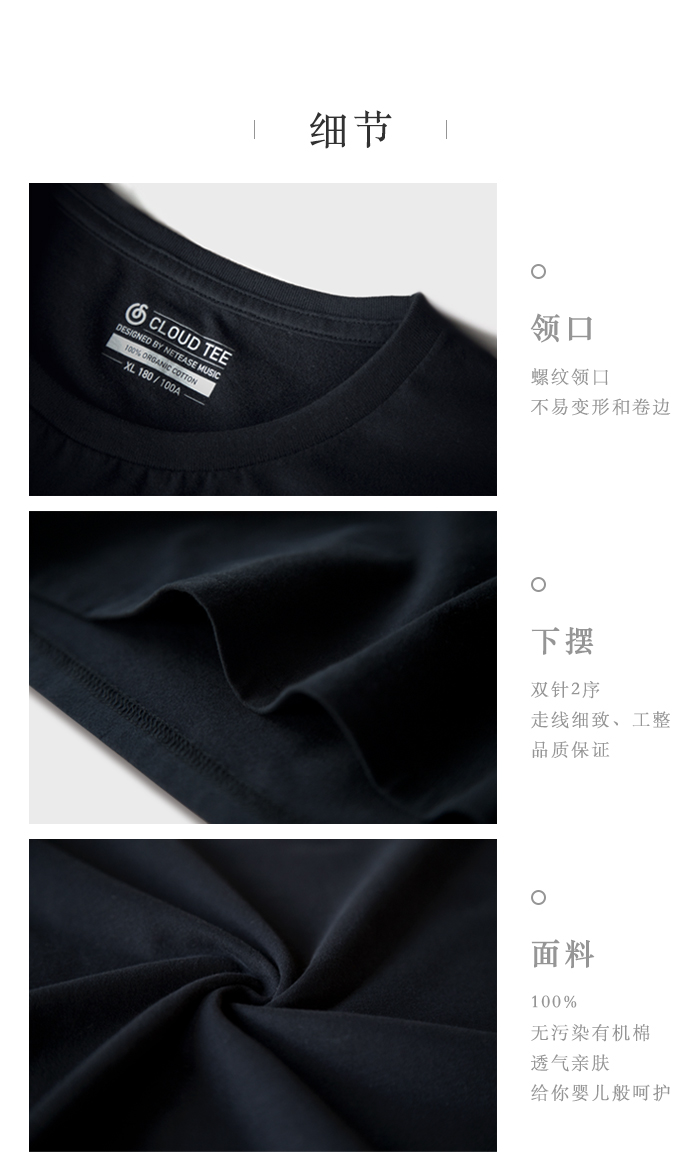 细节
CLOUD TEE
DESIGNED BY NETEASE MUSIC
100% ORGANIC COTTON
XL 180 / 100A
领口
螺纹领口
不易变形和卷边
下摆
双针2序
走线细致、工整
品质保证
面料
100%
无污染有机棉
透气亲肤
给你婴儿般呵护